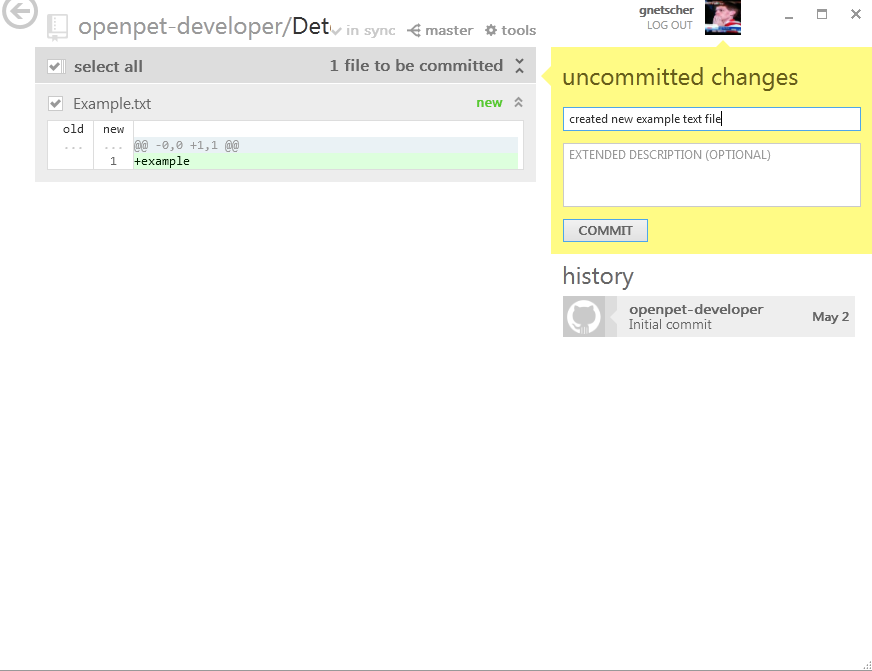 openpet-developer/Det
in sync
master
tools
gnetscher
LOG OUT
select all
1 file to be committed
Example.txt
new
old new
... ... @@ -0,0 +1,1 @@
1 +example
uncommitted changes
created new example text file
EXTENDED DESCRIPTION (OPTIONAL)
COMMIT
history
openpet-developer
Initial commit
May 2